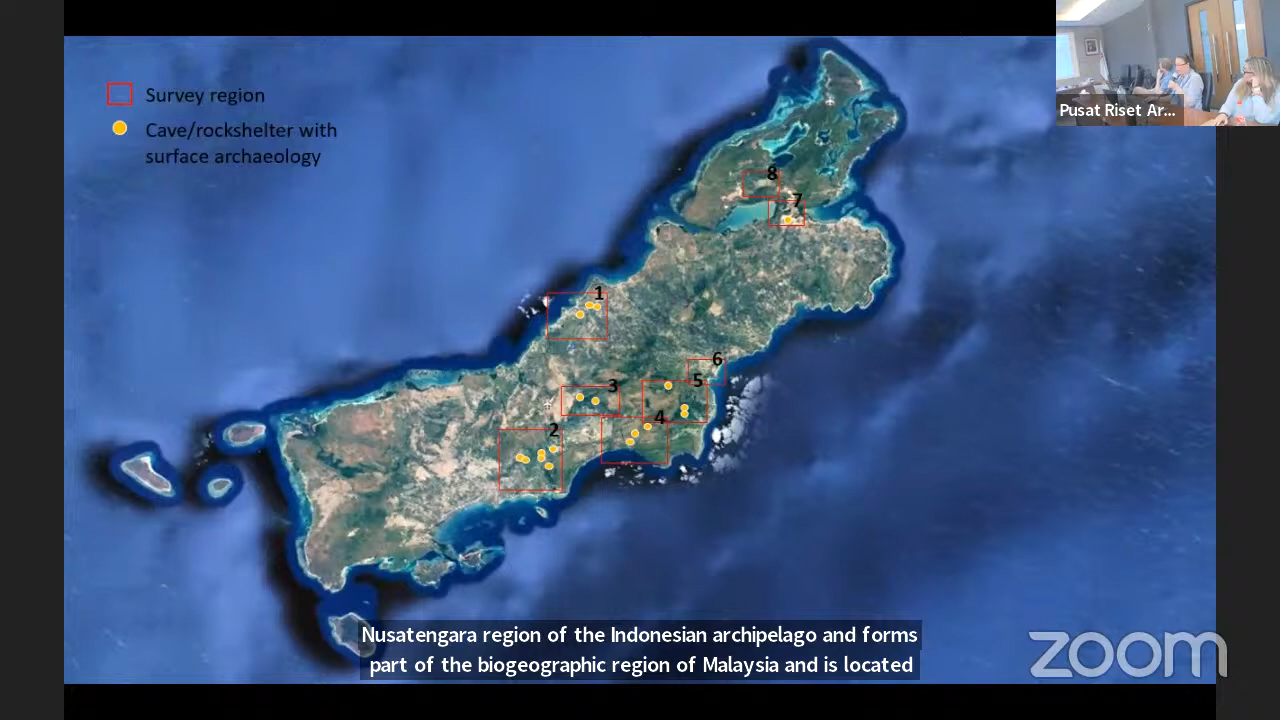 Survey region
Cave/rockshelter with
surface archaeology
Pusat Riset Ar...
8
7
1
6
5
3
4
2
Nusatengara region of the Indonesian archipelago and forms
part of the biogeographic region of Malaysia and is located
zoom